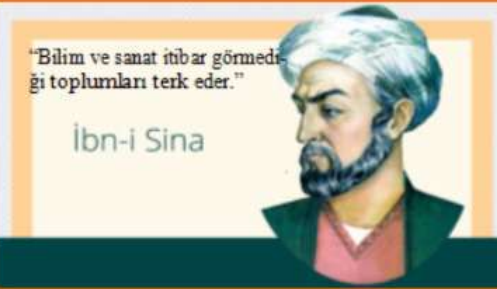 “Bilim ve sanat itibar görmedi-
ği toplumları terk eder.”
İbn-i Sina